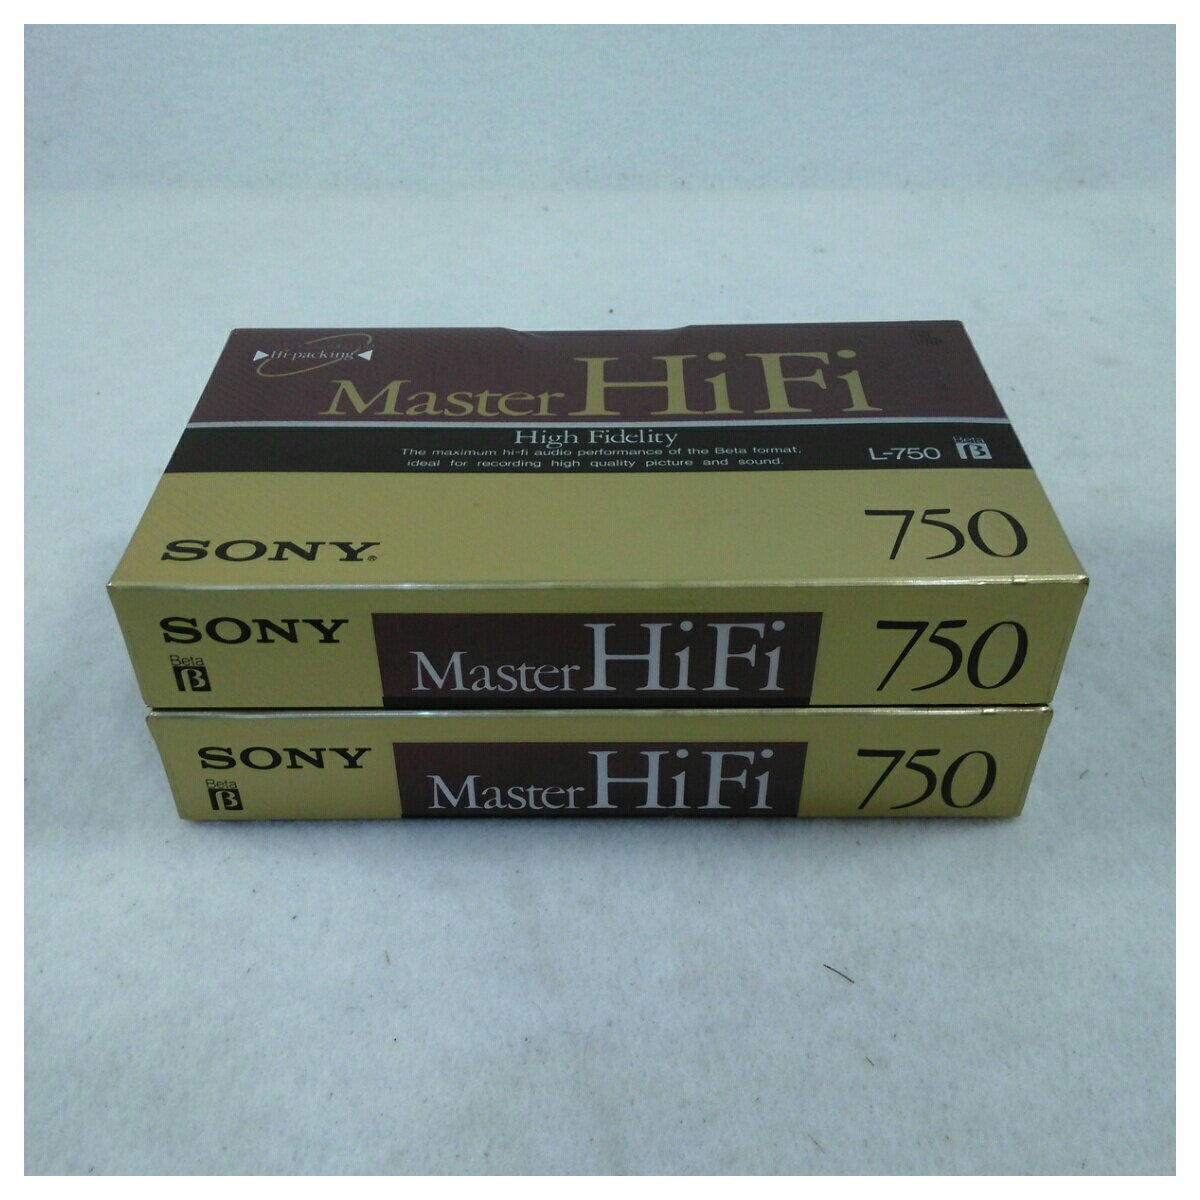 Hi-packing
Master HiFi
High Fidelity
The maximum hi-fi audio performance of the Beta format,
ideal for recording high quality picture and sound.
L-750 Beta β
SONY® 750
SONY Master HiFi 750
Beta
β
SONY Master HiFi 750
Beta
β